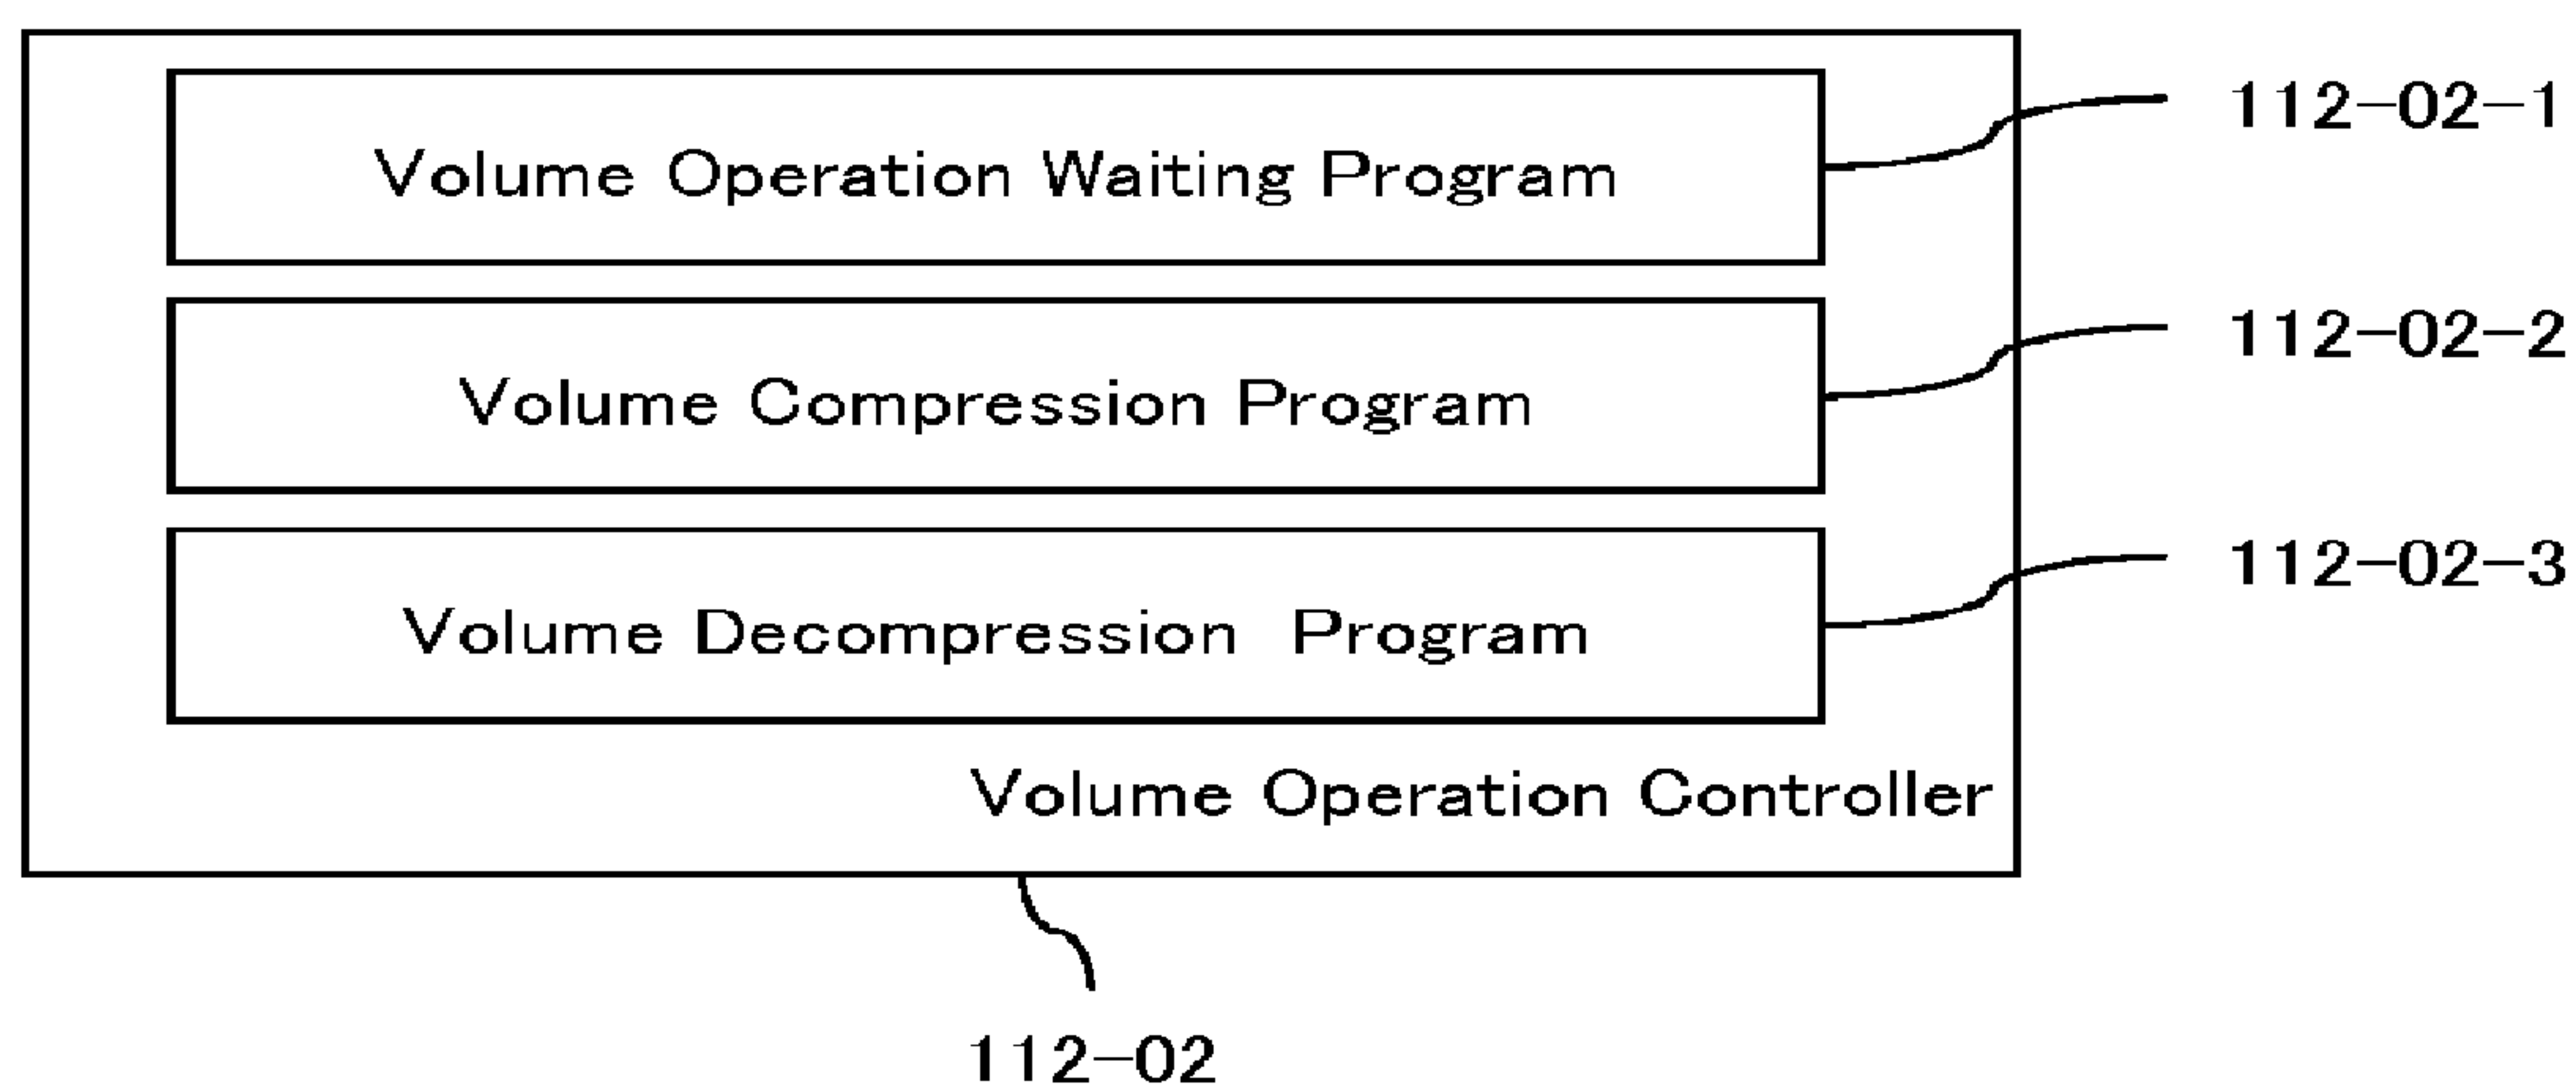 Volume Operation Waiting Program 112-02-1
Volume Compression Program 112-02-2
Volume Decompression Program 112-02-3
Volume Operation Controller
112-02